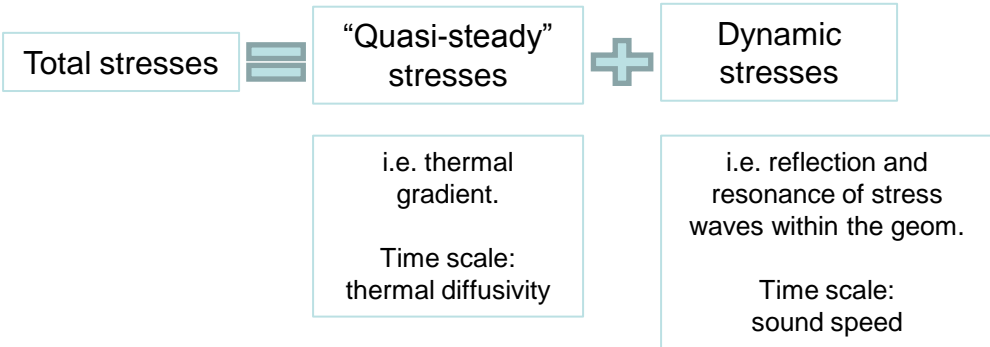 Total stresses
“Quasi-steady”
stresses
Dynamic
stresses
i.e. thermal
gradient.
Time scale:
thermal diffusivity
i.e. reflection and
resonance of stress
waves within the geom.
Time scale:
sound speed